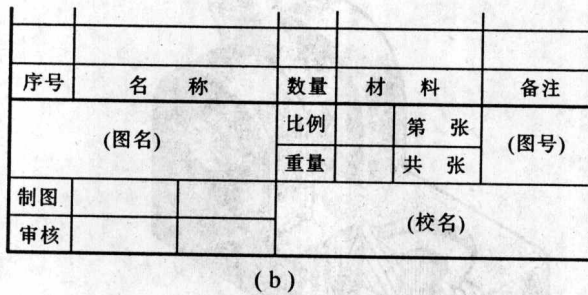 序号 名 称 数量 材 料 备注
(图名) 比例 第 张 (图号)
重量 共 张
制图 (校名)
审核
(b)